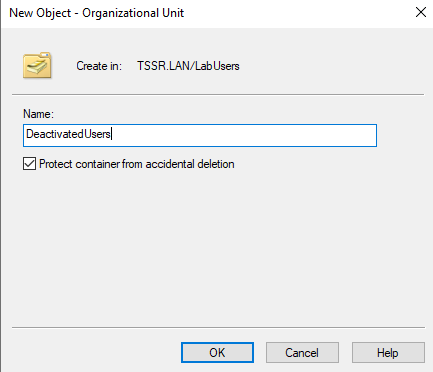 New Object - Organizational Unit
Create in: TSSR.LAN/LabUsers
Name:
DeactivatedUsers
Protect container from accidental deletion
OK Cancel Help